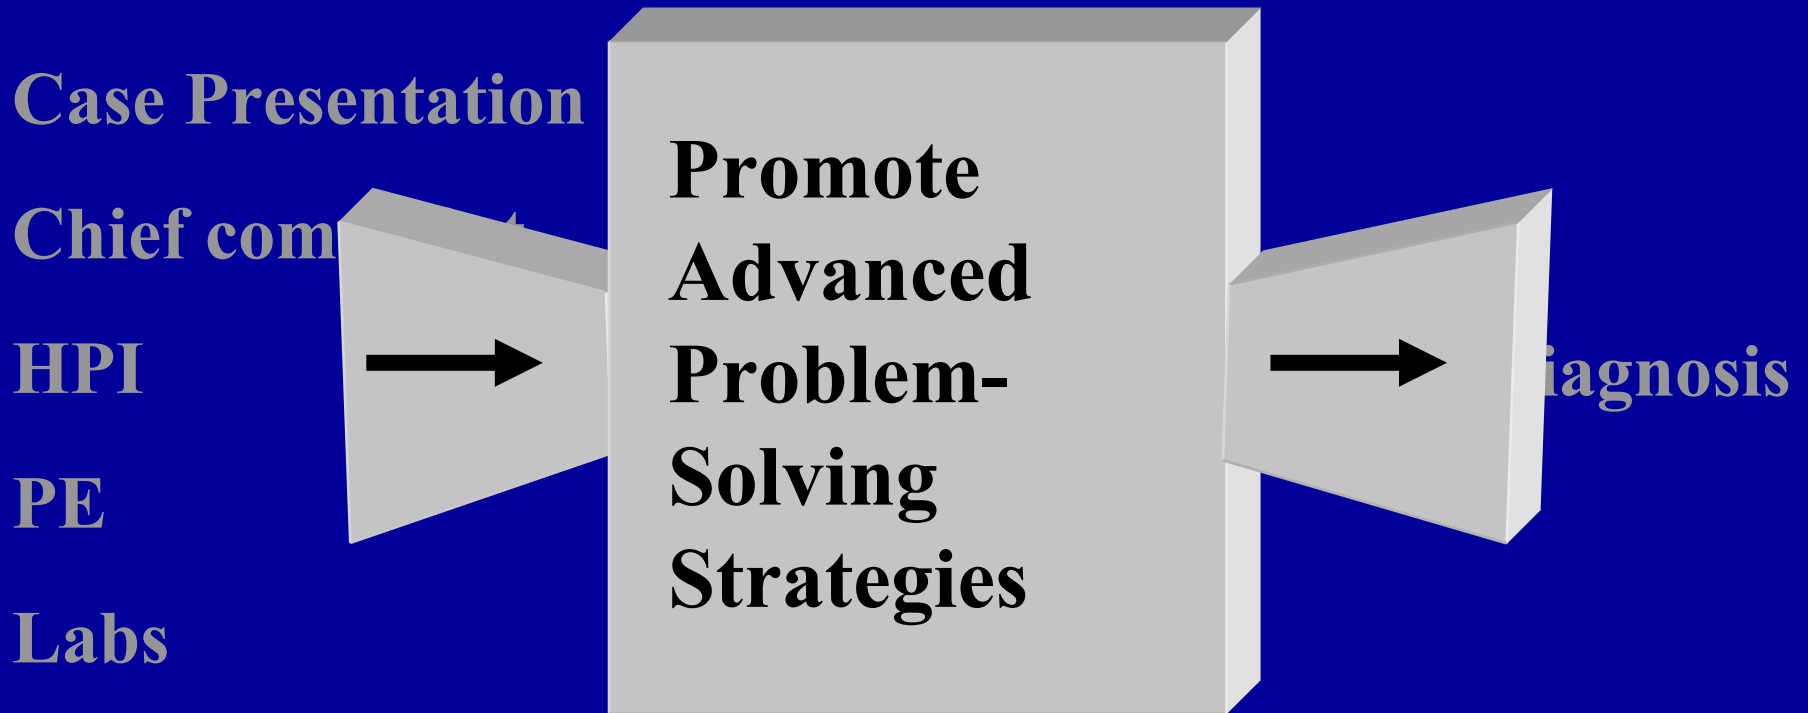 Case Presentation
Chief com t
HPI
PE
Labs
Promote
Advanced
Problem-
Solving
Strategies
iagnosis